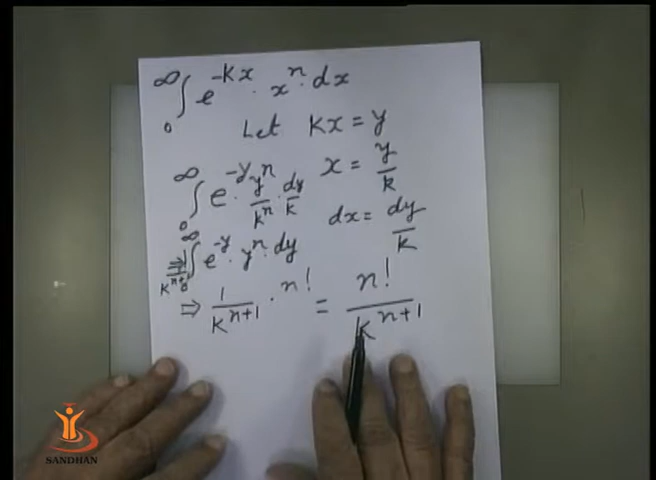 ∞∫0 e^-Kx · x^n · dx
Let Kx = y
x = y/k
∞∫0 e^-y · y^n/k^n · dy/k
dx = dy/k
⇒ 1/k^n+1 ∞∫0 e^-y · y^n · dy
⇒ 1/k^n+1 · n! = n!/k^n+1
SANDHAN